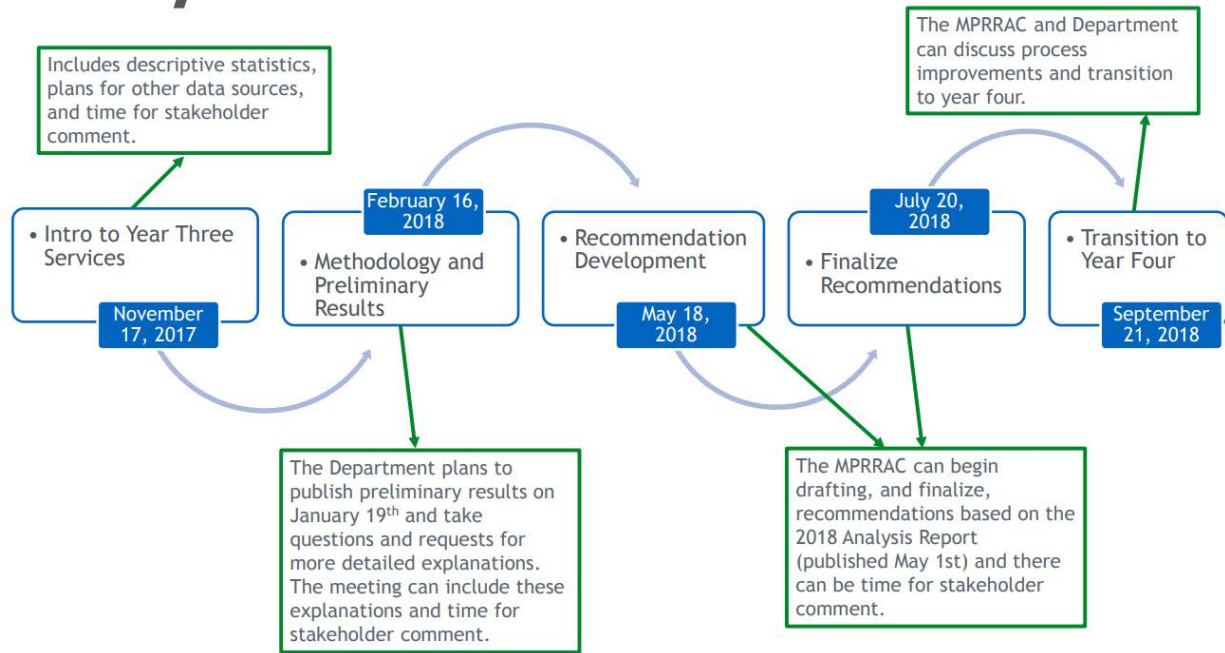 Includes descriptive statistics,
plans for other data sources,
and time for stakeholder
comment.
The MPRRAC and Department
can discuss process
improvements and transition
to year four.
• Intro to Year Three
Services
November
17, 2017
February 16,
2018
• Methodology and
Preliminary
Results
• Recommendation
Development
May 18,
2018
July 20,
2018
• Finalize
Recommendations
• Transition to
Year Four
September
21, 2018
The Department plans to
publish preliminary results on
January 19th and take
questions and requests for
more detailed explanations.
The meeting can include these
explanations and time for
stakeholder comment.
The MPRRAC can begin
drafting, and finalize,
recommendations based on the
2018 Analysis Report
(published May 1st) and there
can be time for stakeholder
comment.